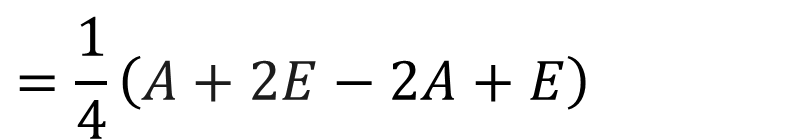 = 1/4 (A + 2E − 2A + E)